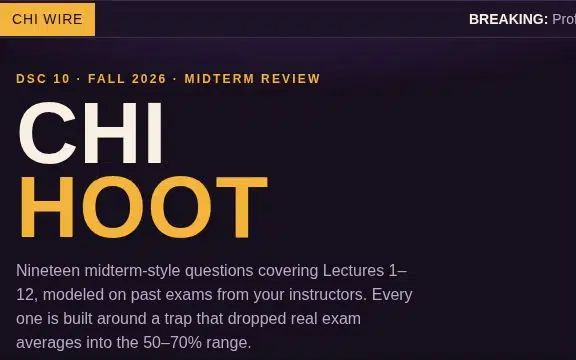 CHI WIRE
BREAKING:
DSC 10 · FALL 2026 · MIDTERM REVIEW
CHI
HOOT
Nineteen midterm-style questions covering Lectures 1–
12, modeled on past exams from your instructors. Every
one is built around a trap that dropped real exam
averages into the 50–70% range.